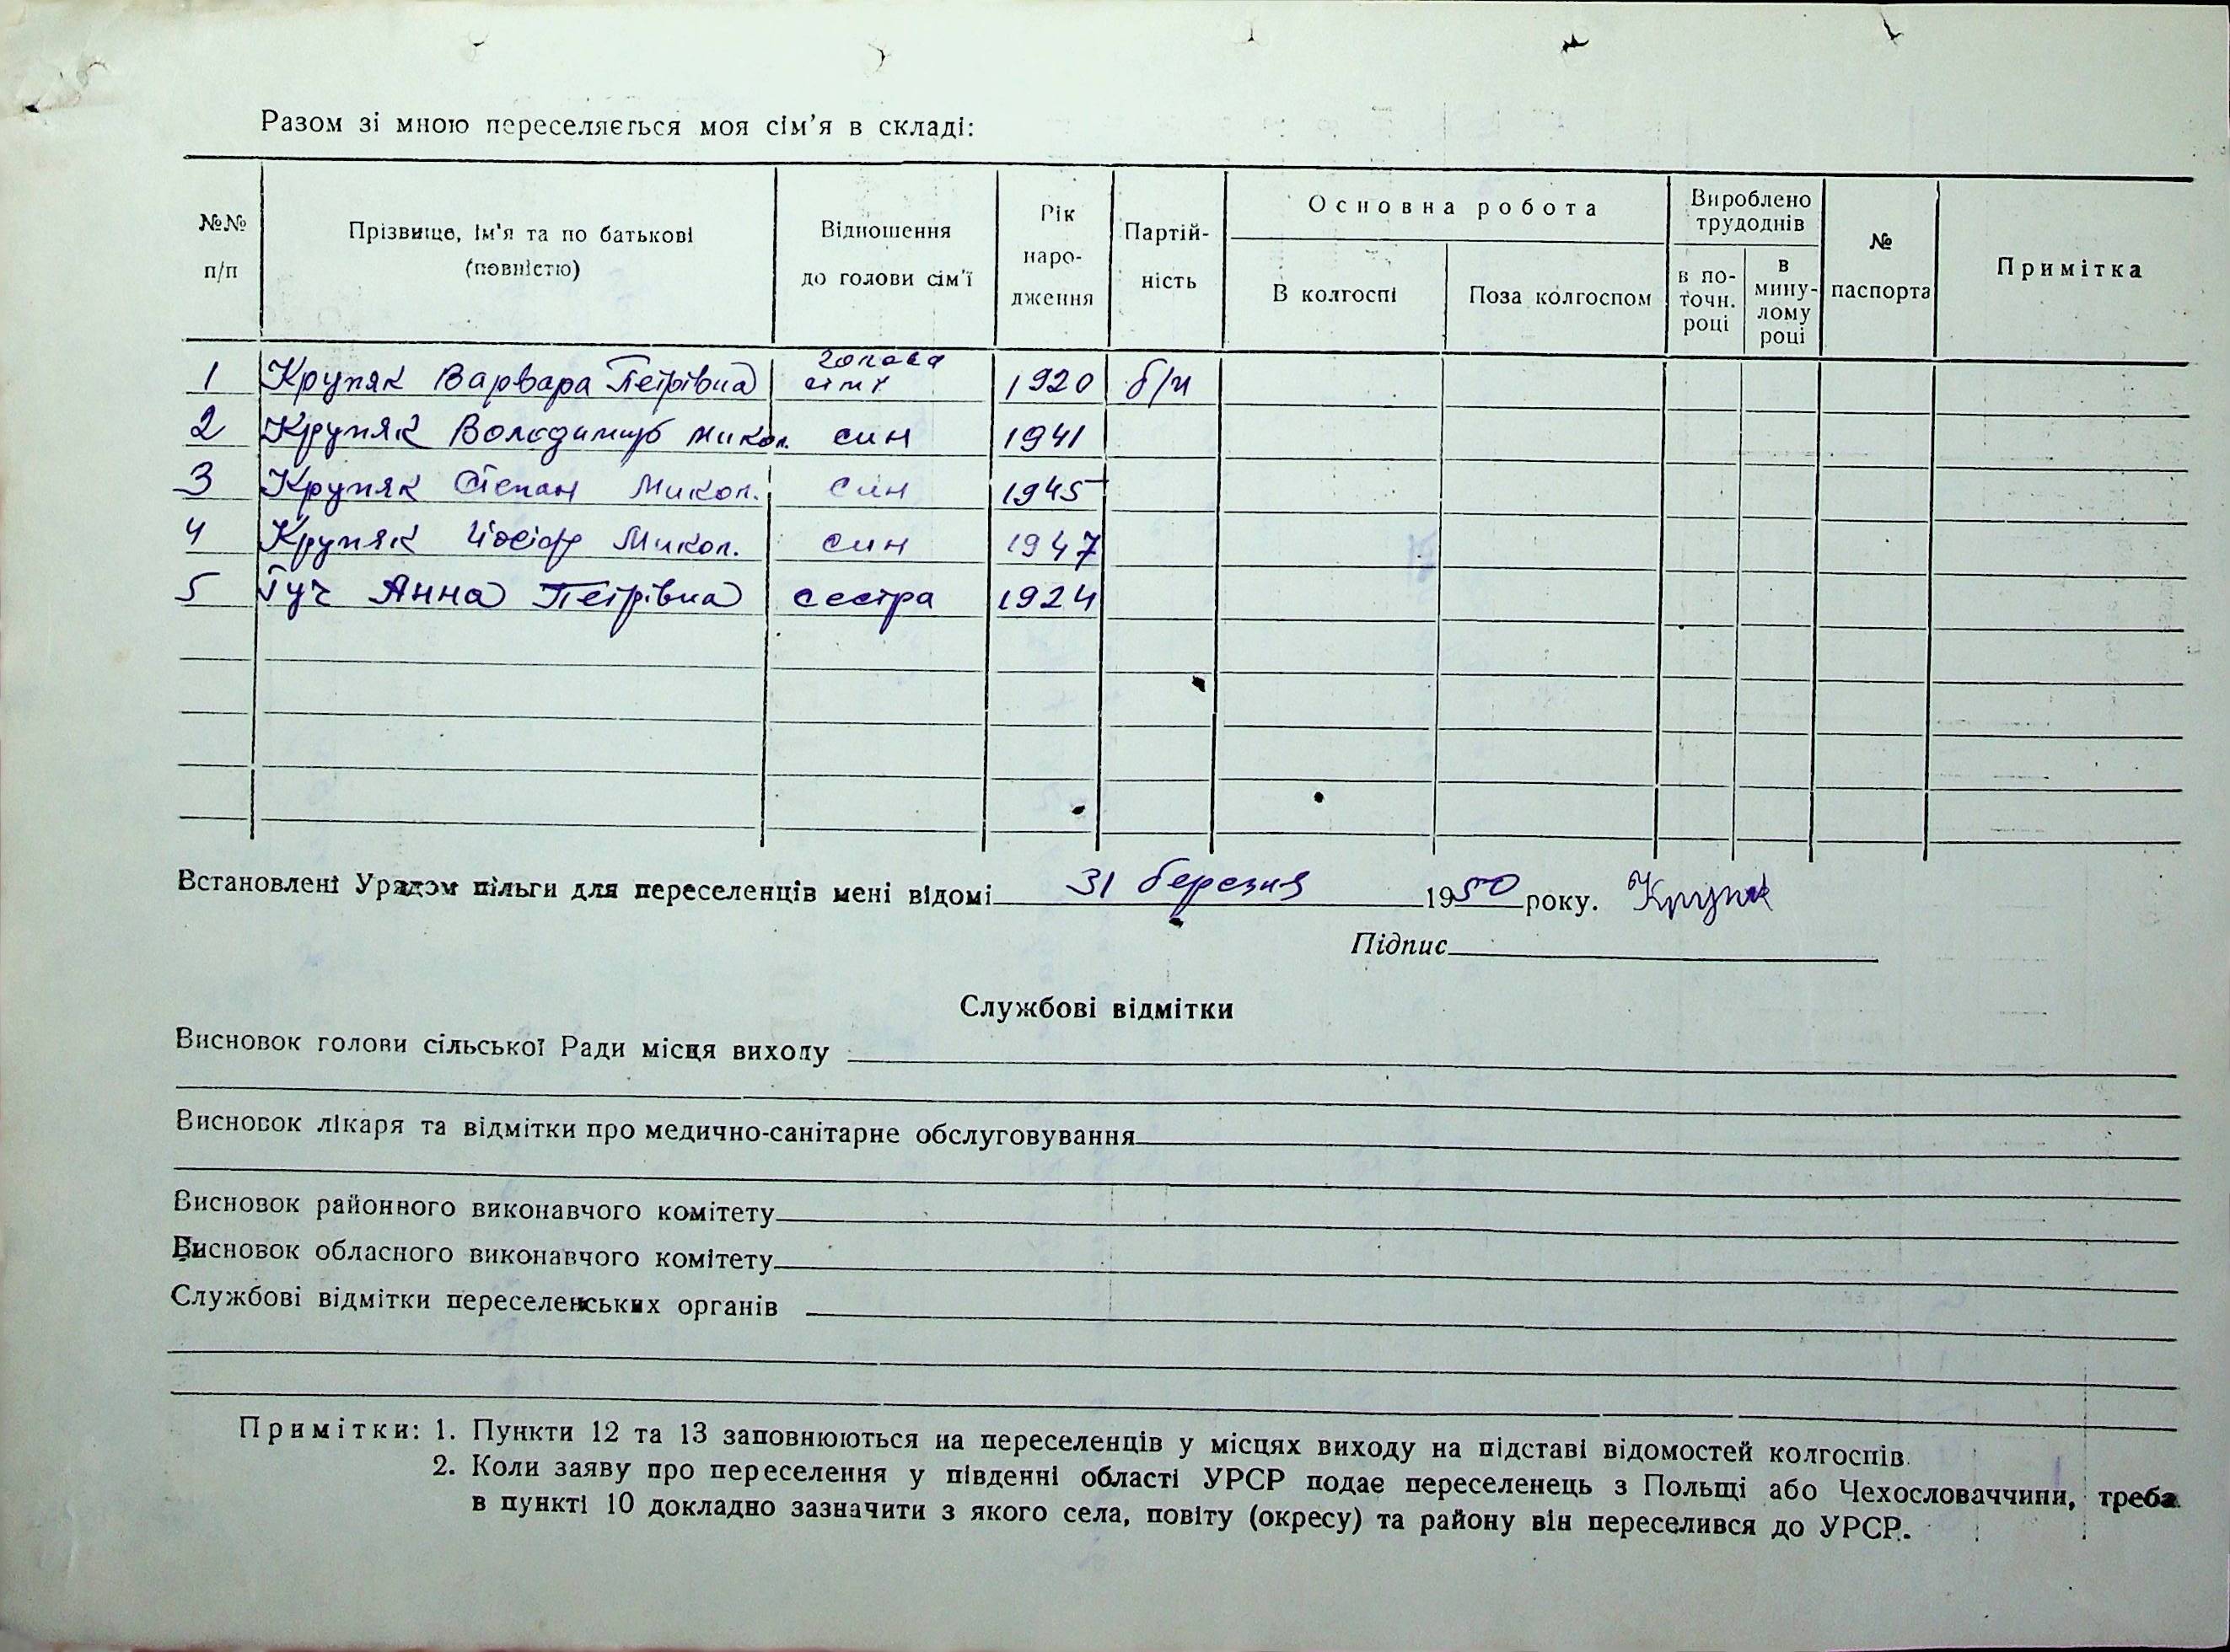 Разом зі мною переселяється моя сім'я в складі:
№№ п/п
Прізвище, ім'я та по батькові (повністю)
Відношення до голови сім'ї
Рік народження
Партійність
Основна робота
В колгоспі
Поза колгоспом
Вироблено трудоднів
в поточн. році
в минулому році
№ паспорта
Примітка
1 Крупяк Варвара Петрівна голова сім'ї 1920 б/п
2 Крупяк Володимир Микол. син 1941
3 Крупяк Степан Микол. син 1945
4 Крупяк Йосіф Микол. син 1947
5 Гуч Анна Петрівна сестра 1924
Встановлені Урядом пільги для переселенців мені відомі 31 березня 1950 року. Крупяк
Підпис
Службові відмітки
Висновок голови сільської Ради місця виходу
Висновок лікаря та відмітки про медично-санітарне обслуговування
Висновок районного виконавчого комітету
Висновок обласного виконавчого комітету
Службові відмітки переселенських органів
Примітки: 1. Пункти 12 та 13 заповнюються на переселенців у місцях виходу на підставі відомостей колгоспів.
2. Коли заяву про переселення у південні області УРСР подає переселенець з Польщі або Чехословаччини, треба
в пункті 10 докладно зазначити з якого села, повіту (окресу) та району він переселився до УРСР.